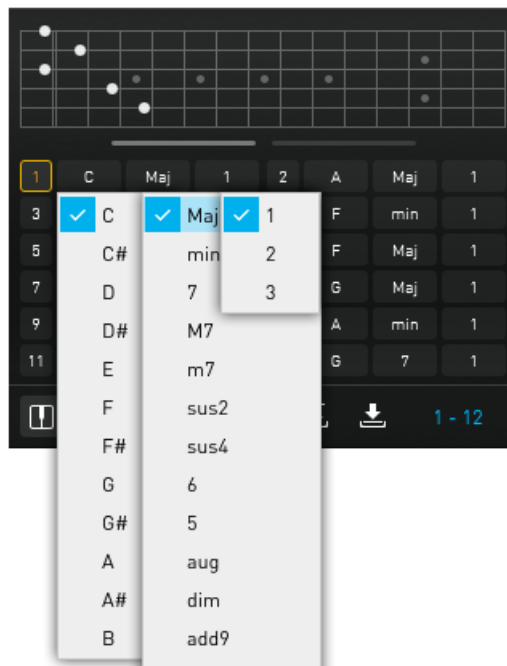 1 C Maj 1 2 A Maj 1
3 C Maj 1 F min 1
5 C# min 2 F Maj 1
7 D 7 3 G Maj 1
9 D# M7 A min 1
11 E m7 G 7 1
F sus2 1 - 12
F# sus4
G 6
G# 5
A aug
A# dim
B add9